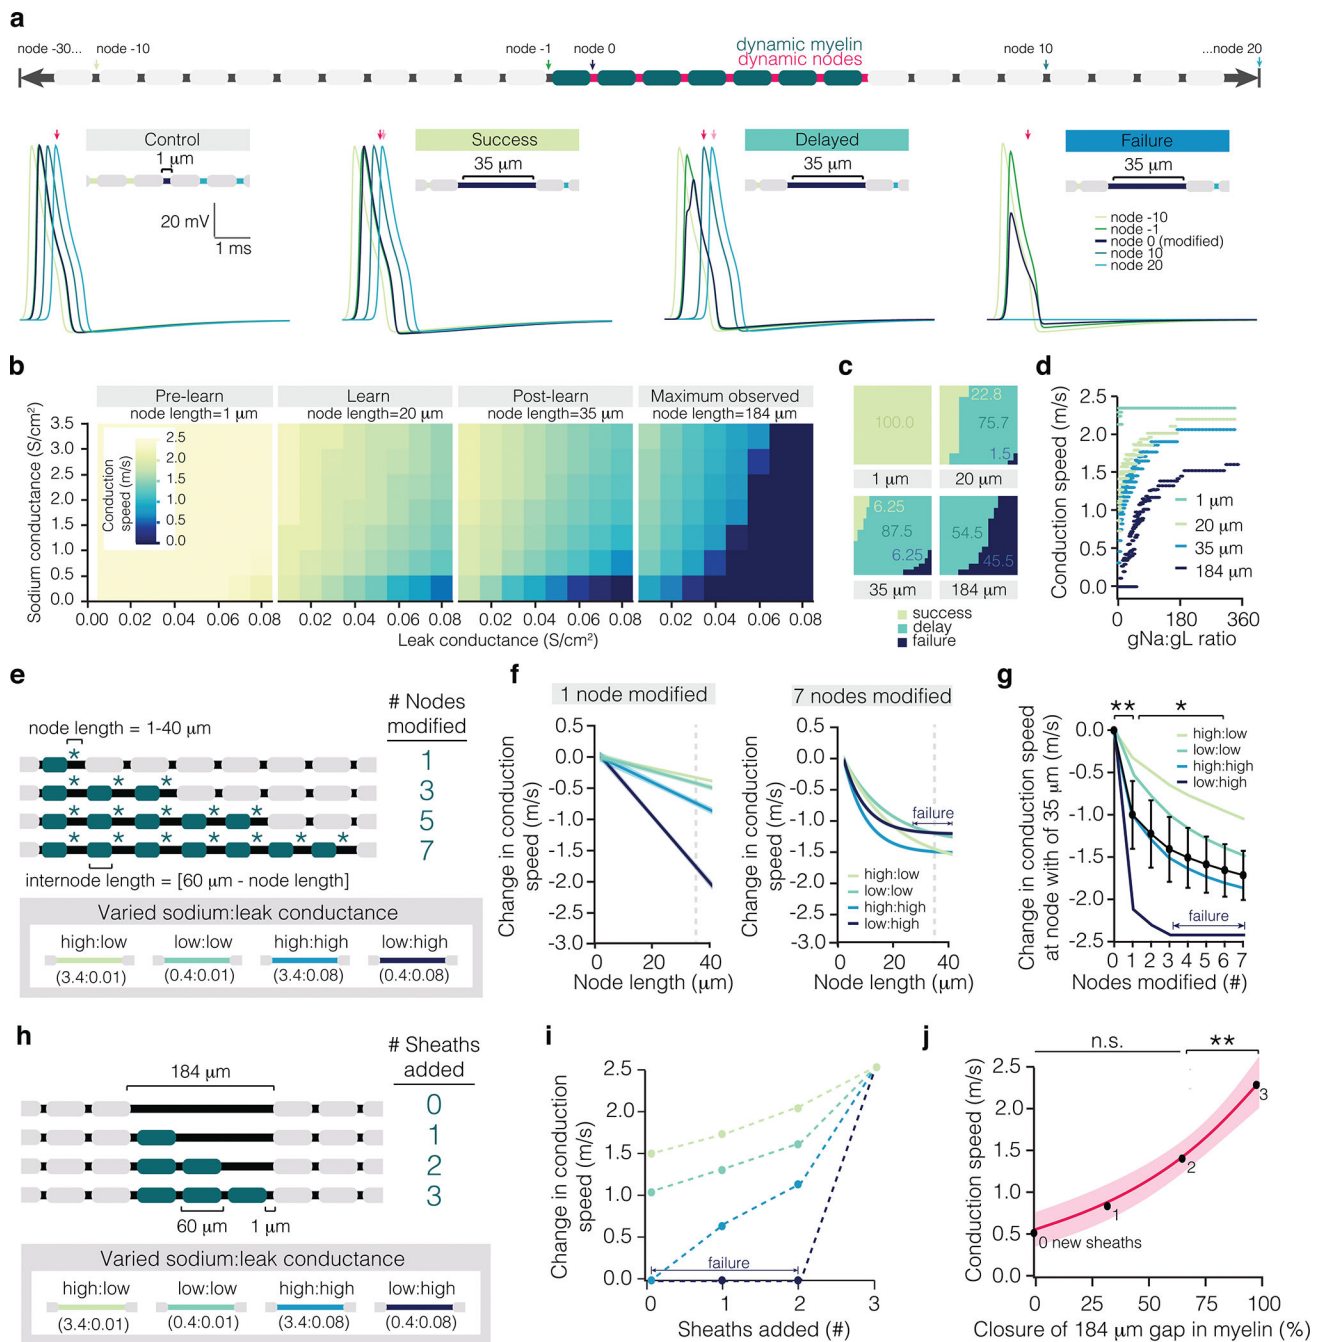 a
node -30...
node -10
node -1
node 0
dynamic myelin
dynamic nodes
node 10
...node 20
Control
1 μm
20 mV
1 ms
Success
35 μm
Delayed
35 μm
Failure
35 μm
node -10
node -1
node 0 (modified)
node 10
node 20
b
Pre-learn
node length=1 μm
Learn
node length=20 μm
Post-learn
node length=35 μm
Maximum observed
node length=184 μm
Sodium conductance (S/cm²)
3.5
3.0
2.5
2.0
1.5
1.0
0.5
0.0
Conduction
speed (m/s)
2.5
2.0
1.5
1.0
0.5
0.0
0.00 0.02 0.04 0.06 0.08
0.02 0.04 0.06 0.08
0.02 0.04 0.06 0.08
0.02 0.04 0.06 0.08
Leak conductance (S/cm²)
c
100.0
1 μm
22.8
75.7
1.5
20 μm
6.25
87.5
6.25
35 μm
54.5
45.5
184 μm
success
delay
failure
d
Conduction speed (m/s)
2.5
2.0
1.5
1.0
0.5
0.0
1 μm
20 μm
35 μm
184 μm
0 180 360
gNa:gL ratio
e
# Nodes
modified
node length = 1-40 μm
* 1
* * * 3
* * * * * 5
* * * * * * * 7
internode length = [60 μm - node length]
Varied sodium:leak conductance
high:low
(3.4:0.01)
low:low
(0.4:0.01)
high:high
(3.4:0.08)
low:high
(0.4:0.08)
f
1 node modified
Change in conduction
speed (m/s)
0.5
0.0
-0.5
-1.0
-1.5
-2.0
-2.5
-3.0
0 20 40
Node length (μm)
7 nodes modified
Change in conduction
speed (m/s)
0.5
0.0
-0.5
-1.0
-1.5
-2.0
-2.5
-3.0
failure
high:low
low:low
high:high
low:high
0 20 40
Node length (μm)
g
Change in conduction speed
at node with of 35 μm (m/s)
** *
0.0
-0.5
-1.0
-1.5
-2.0
-2.5
high:low
low:low
high:high
low:high
failure
0 1 2 3 4 5 6 7
Nodes modified (#)
h
# Sheaths
added
184 μm
0
1
2
3
60 μm
1 μm
Varied sodium:leak conductance
high:low
(3.4:0.01)
low:low
(0.4:0.01)
high:high
(3.4:0.08)
low:high
(0.4:0.08)
i
Change in conduction
speed (m/s)
2.5
2.0
1.5
1.0
0.5
0.0
failure
0 1 2 3
Sheaths added (#)
j
n.s.
**
Conduction speed (m/s)
2.5
2.0
1.5
1.0
0.5
0.0
0 new sheaths
1
2
3
0 25 50 75 100
Closure of 184 μm gap in myelin (%)